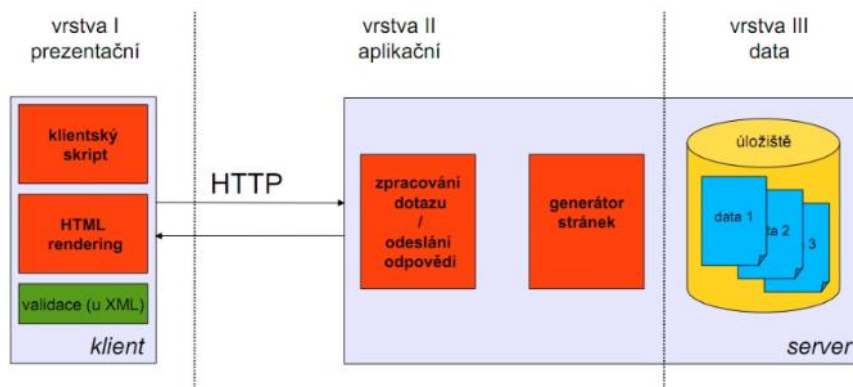 vrstva I
prezentační
vrstva II
aplikační
vrstva III
data
klientský
skript
HTML
rendering
validace (u XML)
klient
HTTP
zpracování
dotazu
/
odeslání
odpovědi
generátor
stránek
úložiště
data 1
2
3
server